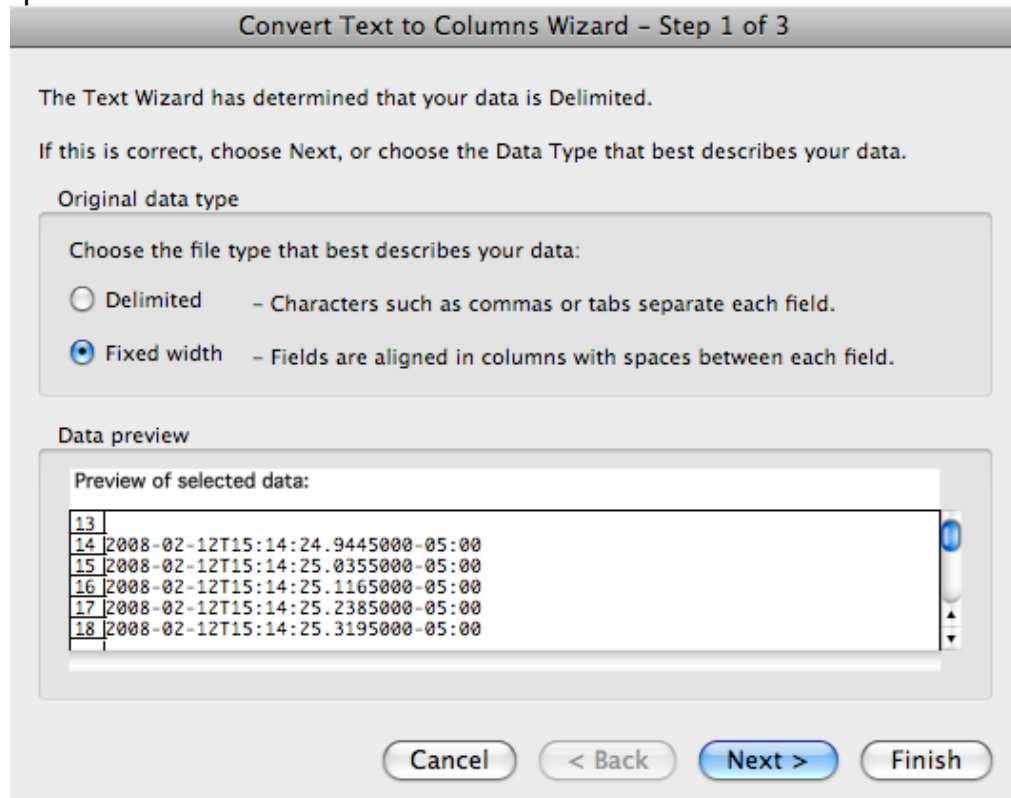 Convert Text to Columns Wizard – Step 1 of 3
The Text Wizard has determined that your data is Delimited.
If this is correct, choose Next, or choose the Data Type that best describes your data.
Original data type
Choose the file type that best describes your data:
Delimited – Characters such as commas or tabs separate each field.
Fixed width – Fields are aligned in columns with spaces between each field.
Data preview
Preview of selected data:
13
14 2008-02-12T15:14:24.9445000-05:00
15 2008-02-12T15:14:25.0355000-05:00
16 2008-02-12T15:14:25.1165000-05:00
17 2008-02-12T15:14:25.2385000-05:00
18 2008-02-12T15:14:25.3195000-05:00
Cancel < Back Next > Finish